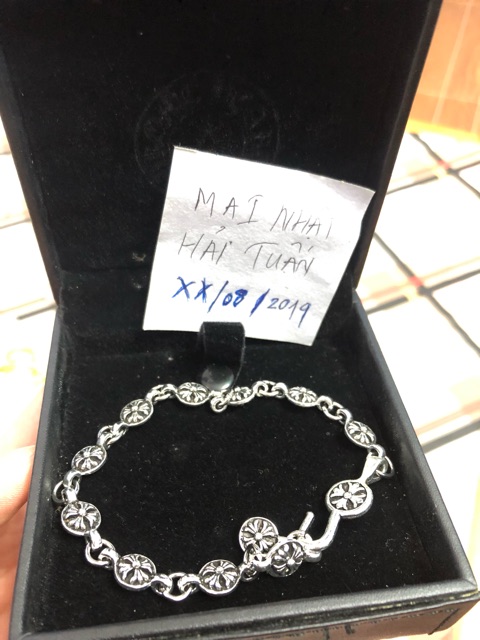 MAI NHẬT
HẢI TUẤN
XX/08/2019